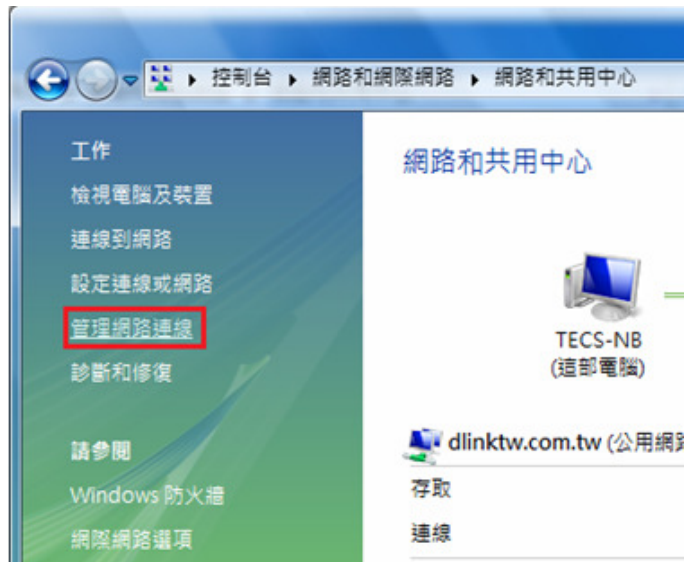 控制台 ▸ 網路和網際網路 ▸ 網路和共用中心
工作
檢視電腦及裝置
連線到網路
設定連線或網路
管理網路連線
診斷和修復
請參閱
Windows 防火牆
網際網路選項
網路和共用中心
TECS-NB
(這部電腦)
dlinktw.com.tw (公用網路
存取
連線